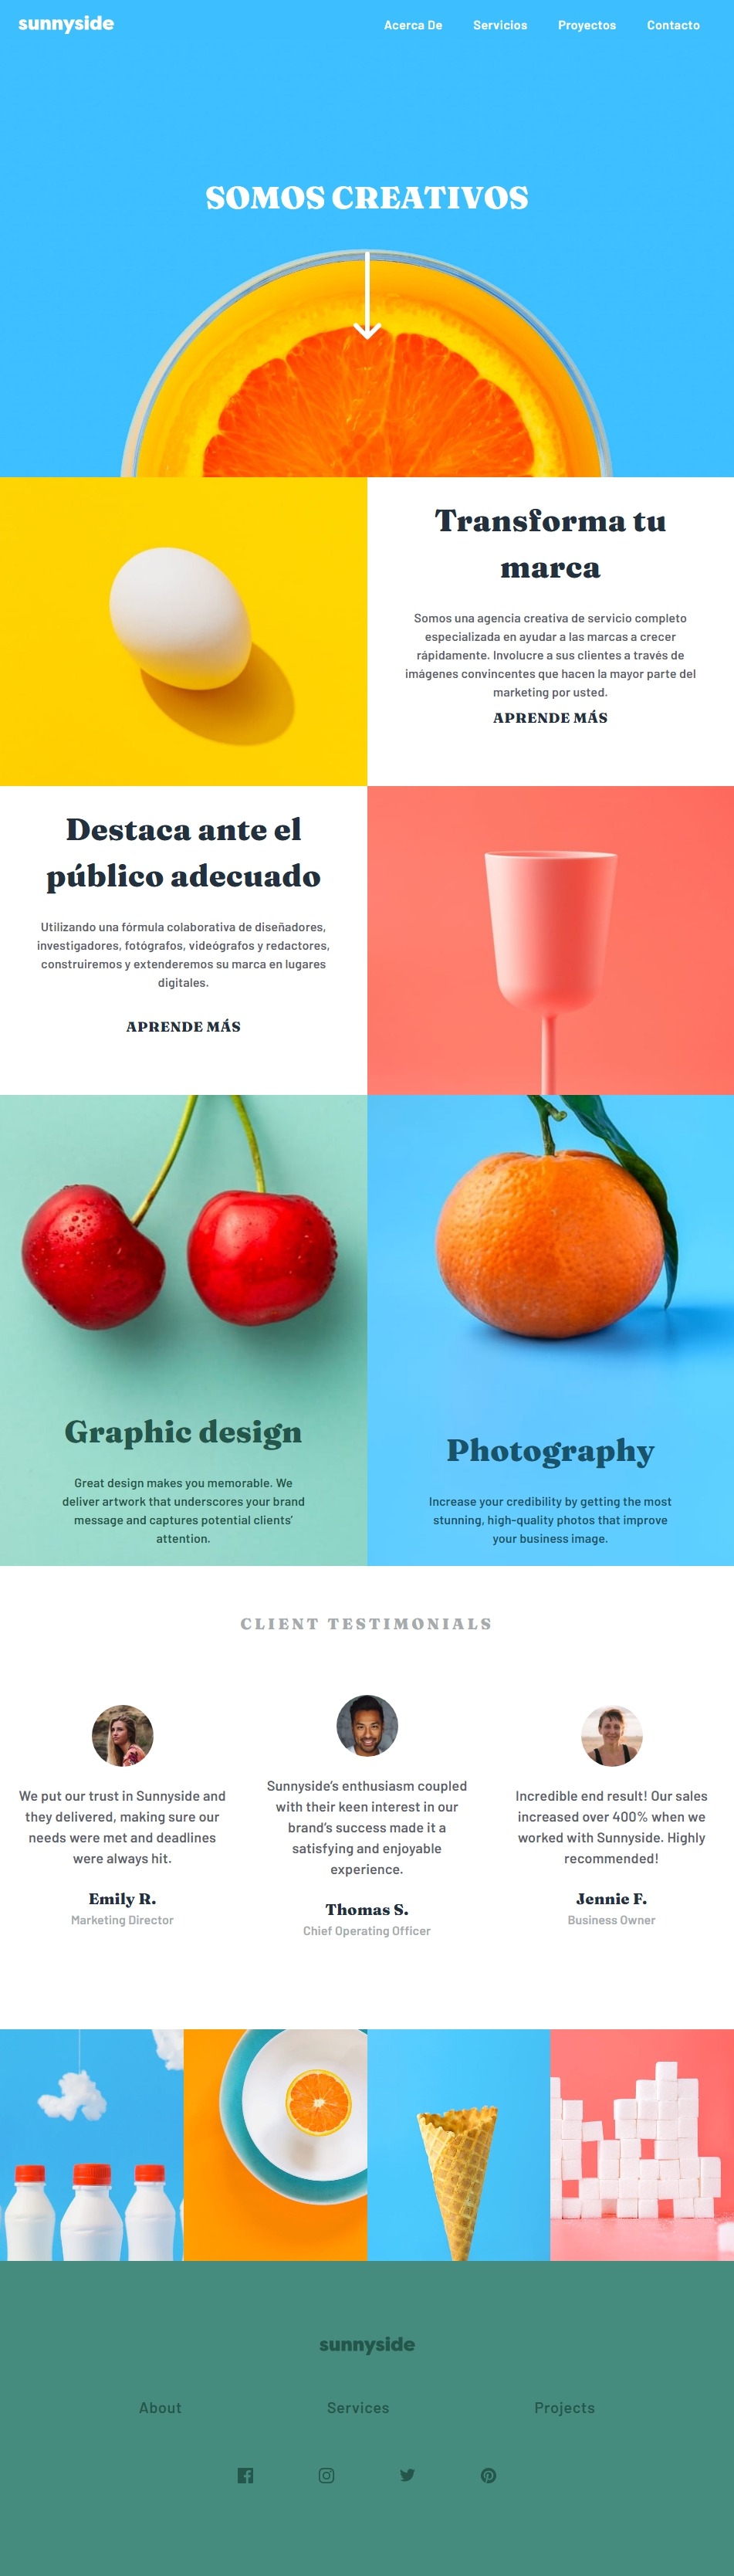 sunnyside
Acerca De Servicios Proyectos Contacto
SOMOS CREATIVOS
Transforma tu
marca
Somos una agencia creativa de servicio completo
especializada en ayudar a las marcas a crecer
rápidamente. Involucre a sus clientes a través de
imágenes convincentes que hacen la mayor parte del
marketing por usted.
APRENDE MÁS
Destaca ante el
público adecuado
Utilizando una fórmula colaborativa de diseñadores,
investigadores, fotógrafos, videógrafos y redactores,
construiremos y extenderemos su marca en lugares
digitales.
APRENDE MÁS
Graphic design
Great design makes you memorable. We
deliver artwork that underscores your brand
message and captures potential clients’
attention.
Photography
Increase your credibility by getting the most
stunning, high-quality photos that improve
your business image.
CLIENT TESTIMONIALS
We put our trust in Sunnyside and
they delivered, making sure our
needs were met and deadlines
were always hit.
Emily R.
Marketing Director
Sunnyside’s enthusiasm coupled
with their keen interest in our
brand’s success made it a
satisfying and enjoyable
experience.
Thomas S.
Chief Operating Officer
Incredible end result! Our sales
increased over 400% when we
worked with Sunnyside. Highly
recommended!
Jennie F.
Business Owner
sunnyside
About Services Projects